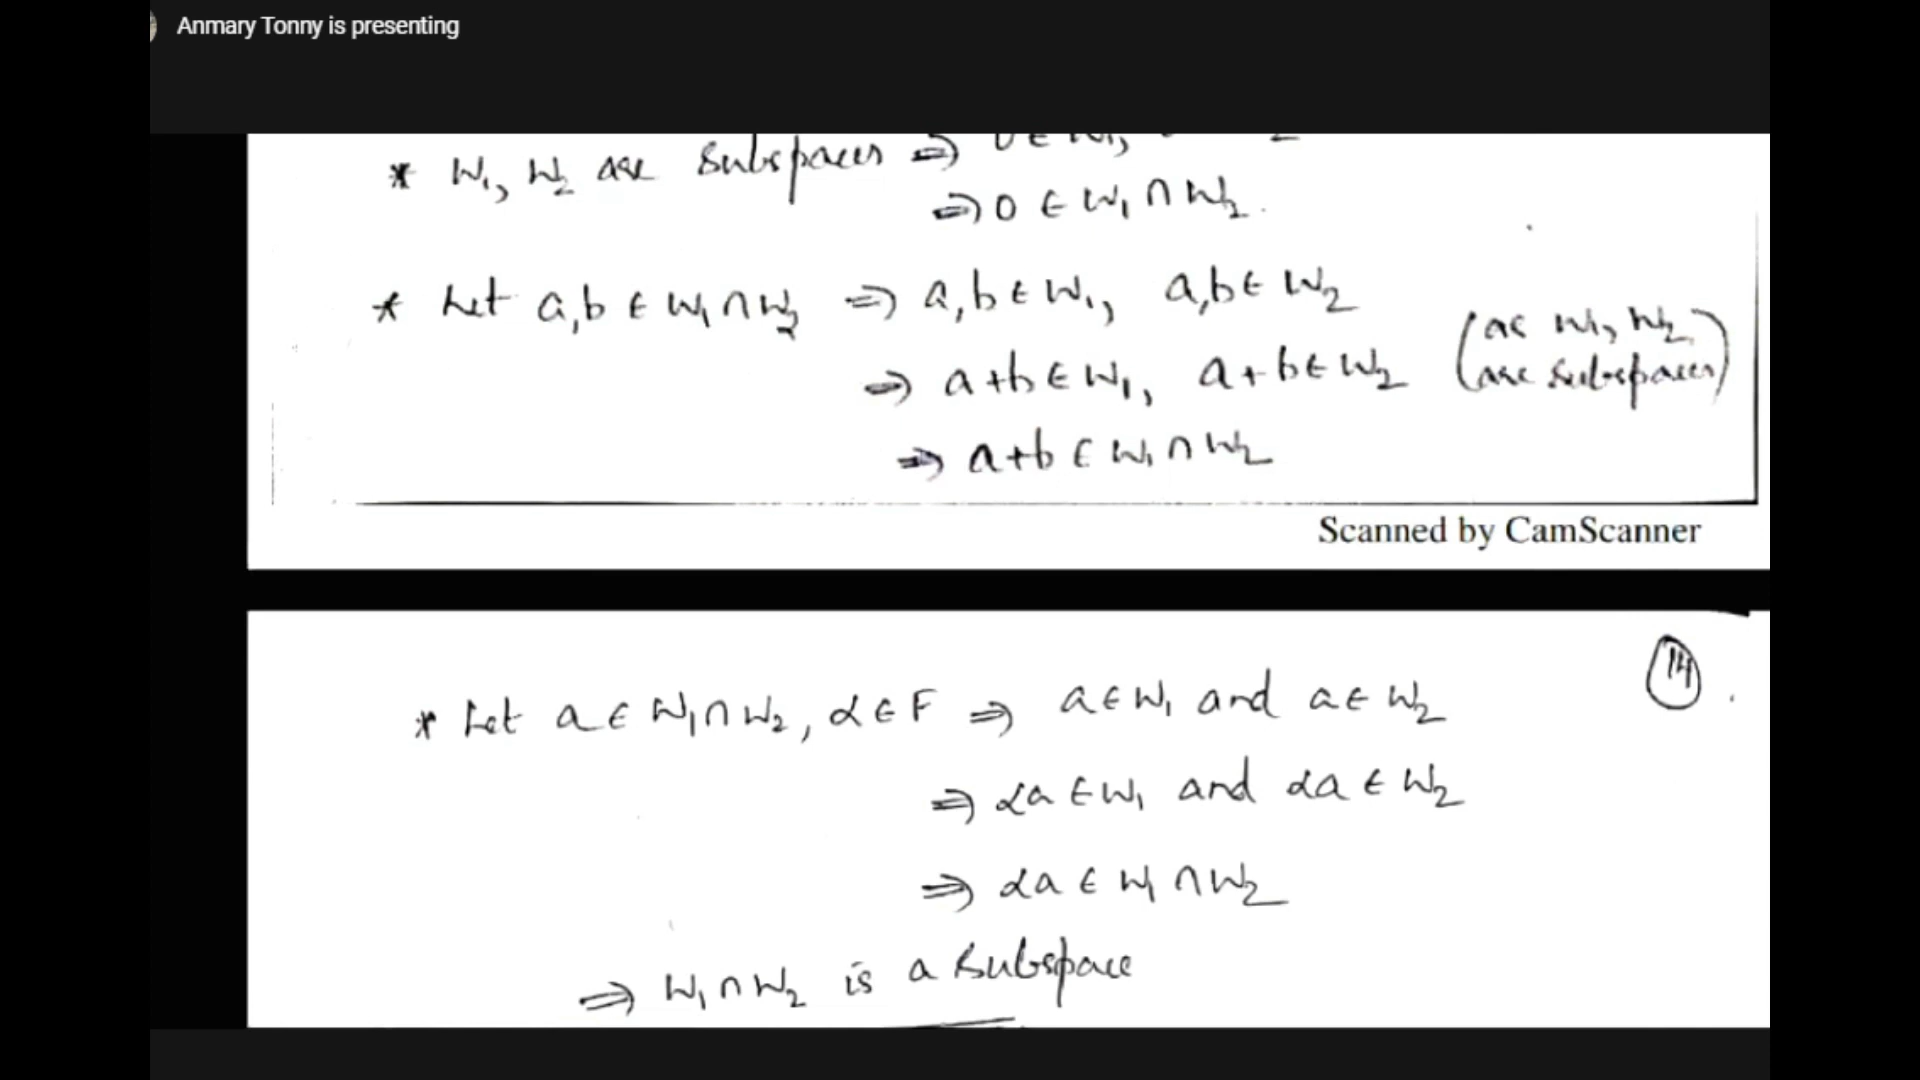 Anmary Tonny is presenting
* W₁, W₂ are subspaces ⇒ 0 ∈ W₁,
⇒ 0 ∈ W₁ ∩ W₂.
* Let a,b ∈ W₁ ∩ W₂ ⇒ a,b ∈ W₁, a,b ∈ W₂
⇒ a+b ∈ W₁, a+b ∈ W₂ (as W₁, W₂ are subspaces)
⇒ a+b ∈ W₁ ∩ W₂
Scanned by CamScanner
14
* Let a ∈ W₁ ∩ W₂, α ∈ F ⇒ a ∈ W₁ and a ∈ W₂
⇒ αa ∈ W₁ and αa ∈ W₂
⇒ αa ∈ W₁ ∩ W₂
⇒ W₁ ∩ W₂ is a subspace